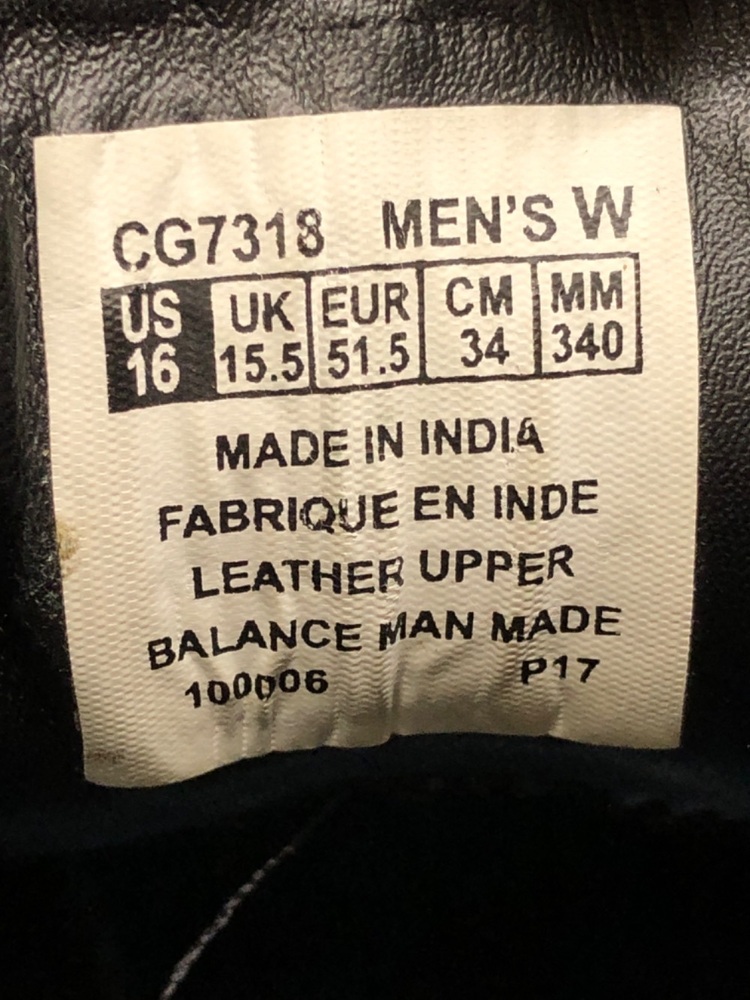 CG7318 MEN'S W
US UK EUR CM MM
16 15.5 51.5 34 340
MADE IN INDIA
FABRIQUE EN INDE
LEATHER UPPER
BALANCE MAN MADE
100006 P17